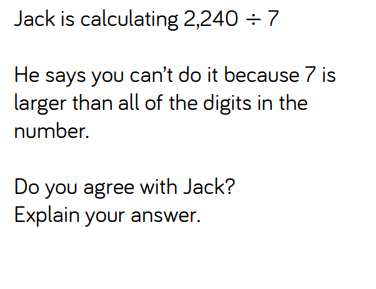 Jack is calculating 2,240 ÷ 7
He says you can’t do it because 7 is
larger than all of the digits in the
number.
Do you agree with Jack?
Explain your answer.